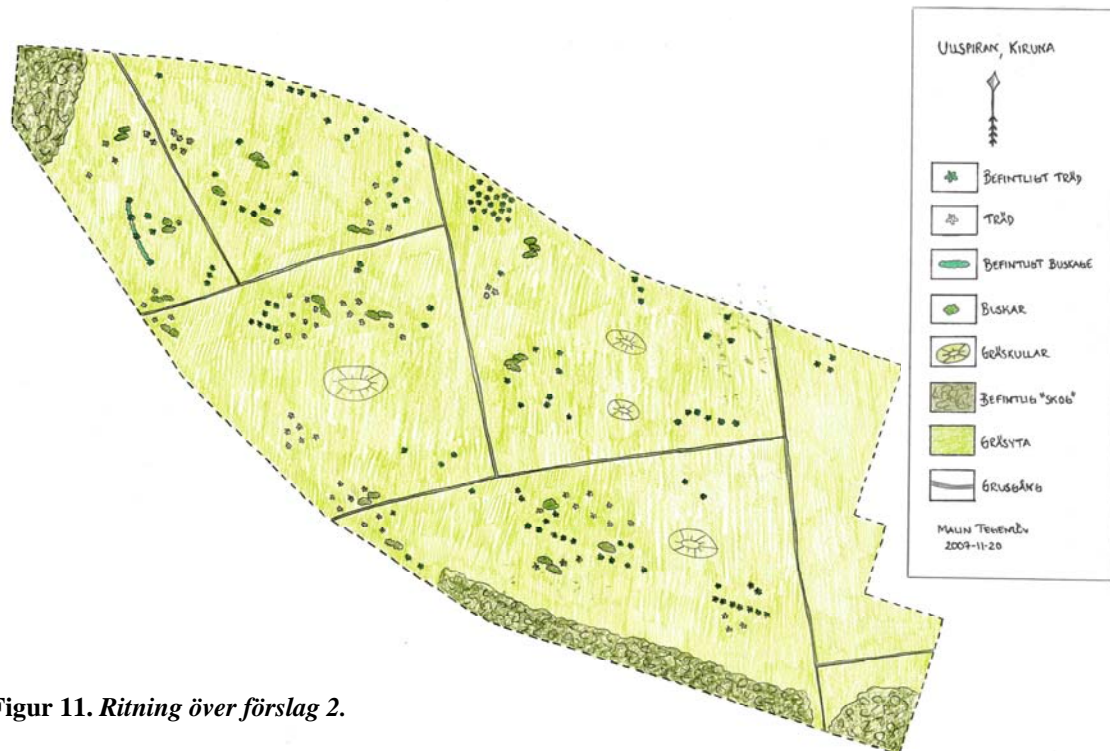 ULLSPIRAN, KIRUNA
BEFINTLIGT TRÄD
TRÄD
BEFINTLIGT BUSKAGE
BUSKAR
GRÄSKULLAR
BEFINTLIG "SKOG"
GRÄSYTA
GRUSGÅNG
MALIN
2007-11-20
Figur 11. Ritning över förslag 2.